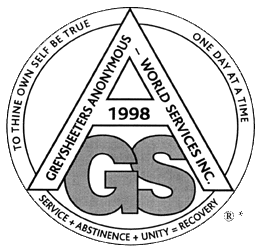 TO THINE OWN SELF BE TRUE
ONE DAY AT A TIME
GREYSHEETERS ANONYMOUS
– WORLD SERVICES INC.
1998
GS
SERVICE + ABSTINENCE + UNITY = RECOVERY
® *